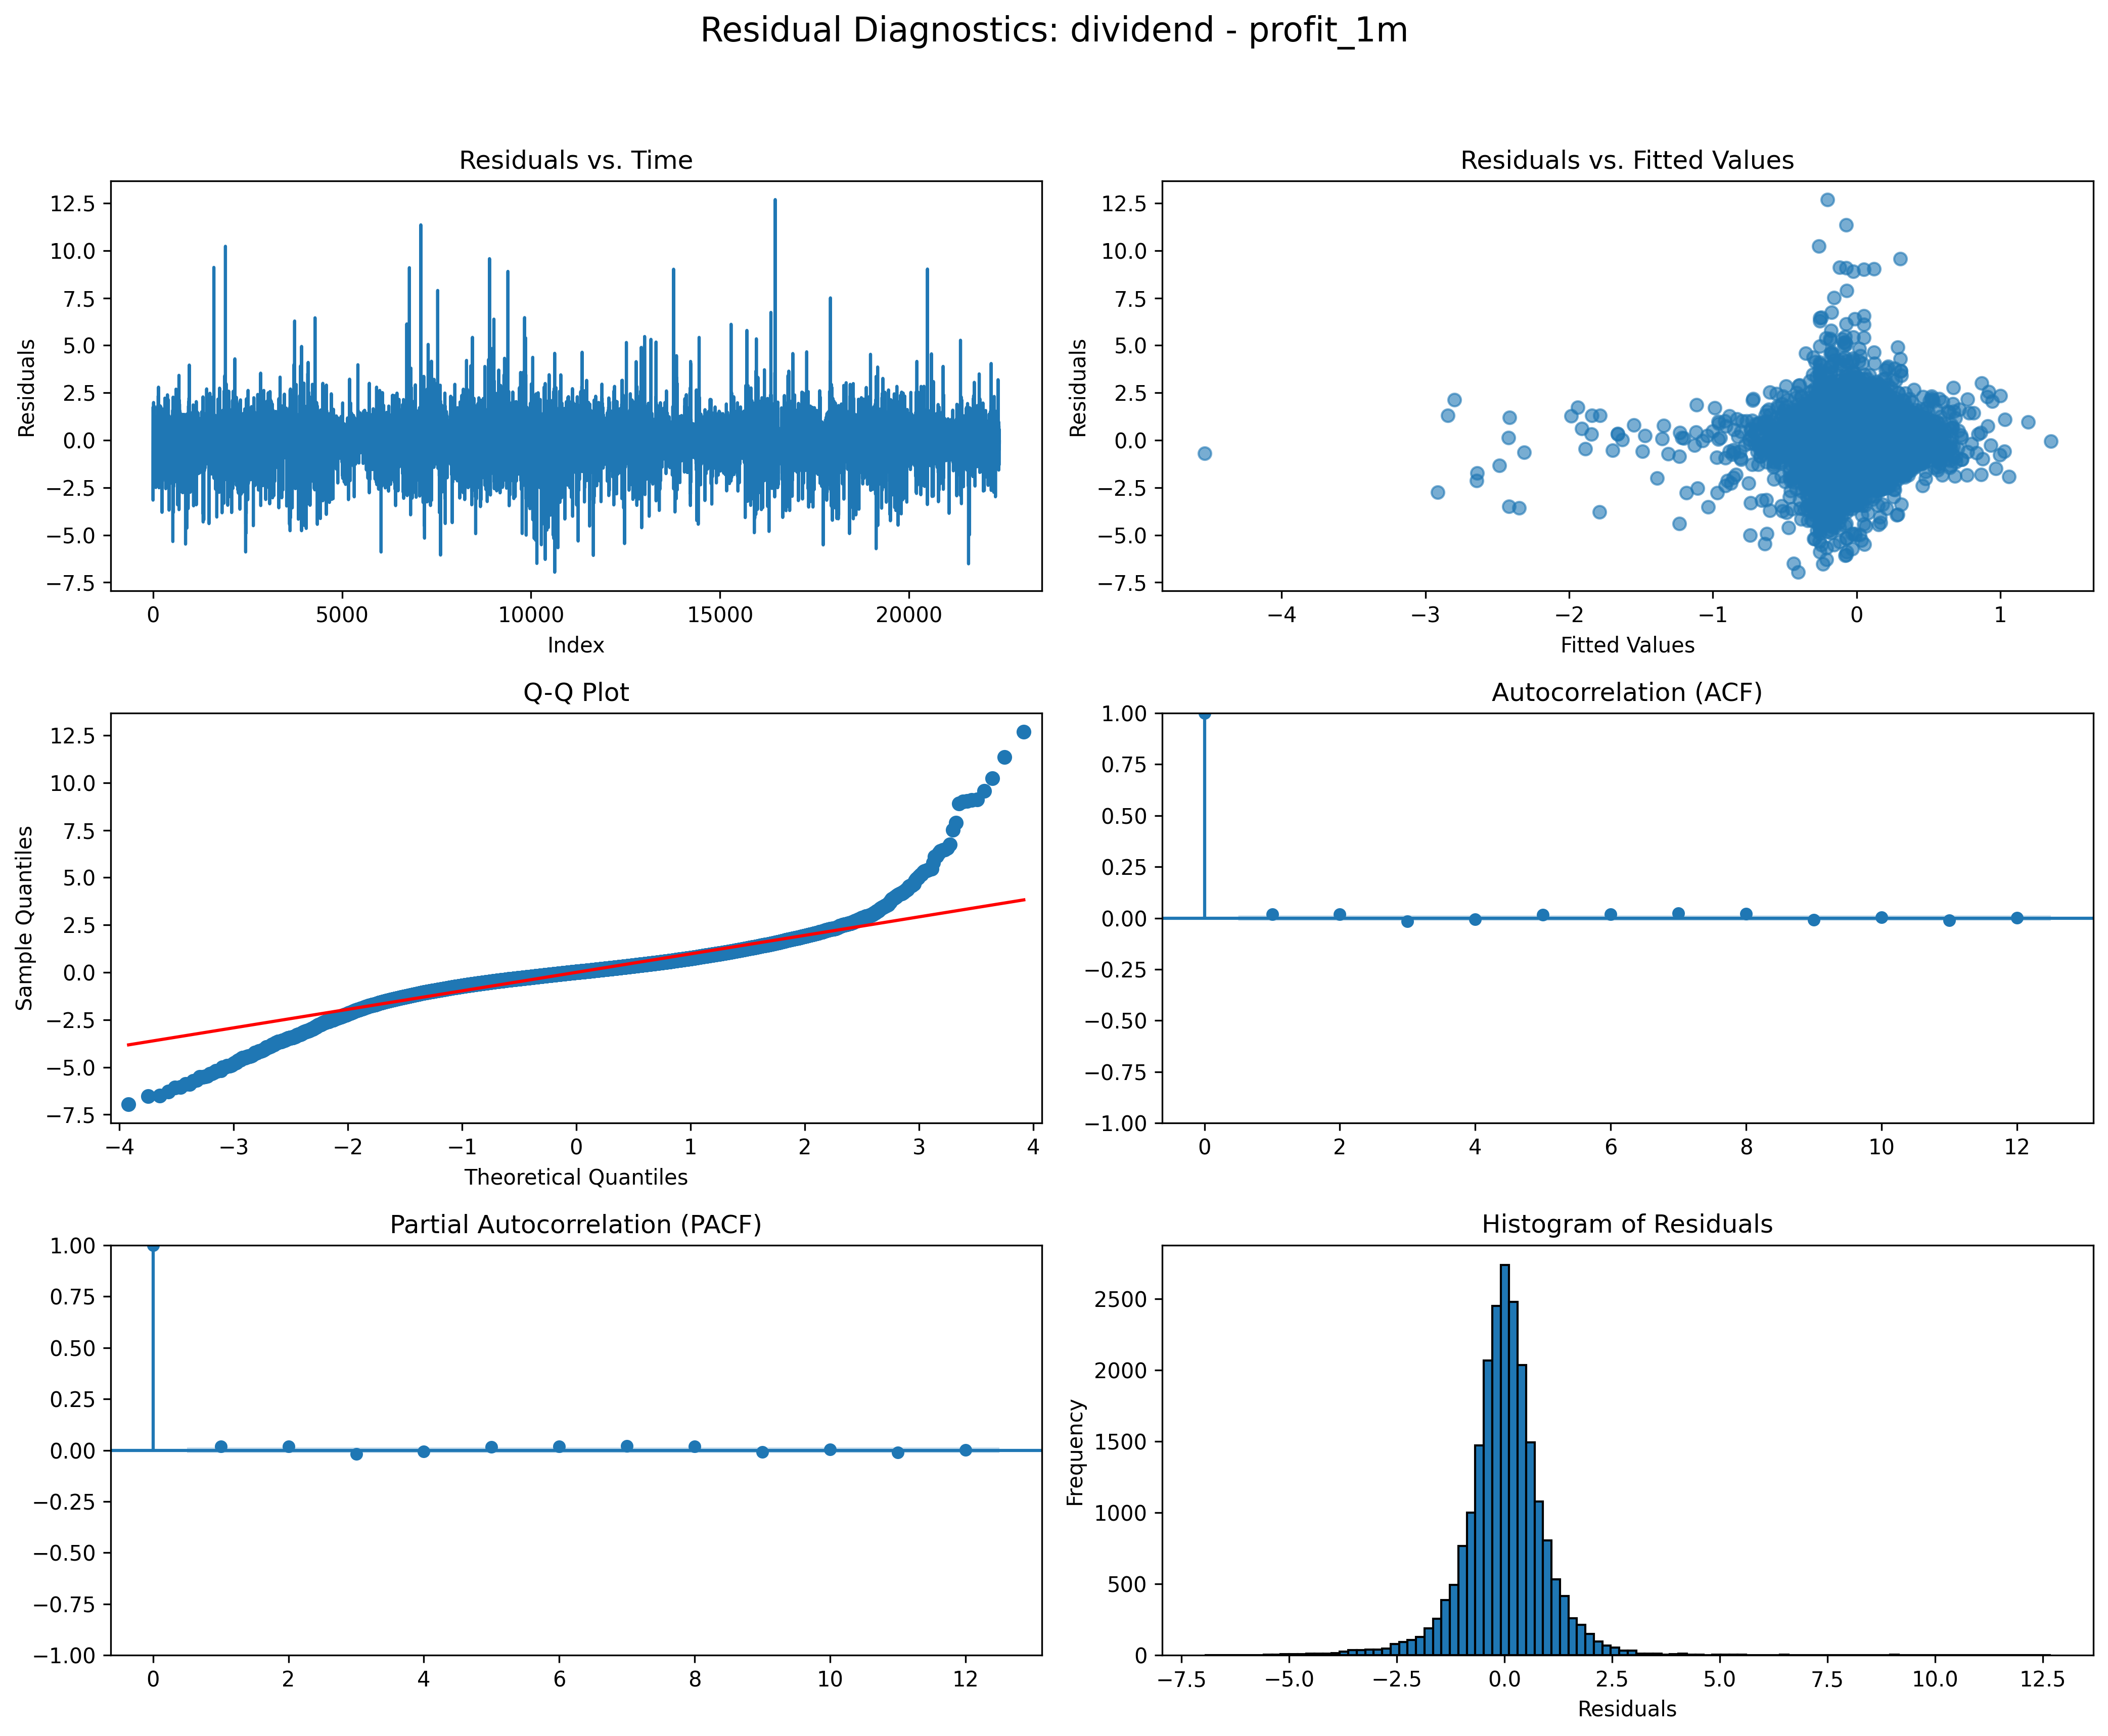 Residual Diagnostics: dividend - profit_1m
Residuals vs. Time
Residuals
12.5
10.0
7.5
5.0
2.5
0.0
−2.5
−5.0
−7.5
0 5000 10000 15000 20000
Index
Residuals vs. Fitted Values
Residuals
12.5
10.0
7.5
5.0
2.5
0.0
−2.5
−5.0
−7.5
−4 −3 −2 −1 0 1
Fitted Values
Q-Q Plot
Sample Quantiles
12.5
10.0
7.5
5.0
2.5
0.0
−2.5
−5.0
−7.5
−4 −3 −2 −1 0 1 2 3 4
Theoretical Quantiles
Autocorrelation (ACF)
1.00
0.75
0.50
0.25
0.00
−0.25
−0.50
−0.75
−1.00
0 2 4 6 8 10 12
Partial Autocorrelation (PACF)
1.00
0.75
0.50
0.25
0.00
−0.25
−0.50
−0.75
−1.00
0 2 4 6 8 10 12
Histogram of Residuals
Frequency
2500
2000
1500
1000
500
0
−7.5 −5.0 −2.5 0.0 2.5 5.0 7.5 10.0 12.5
Residuals